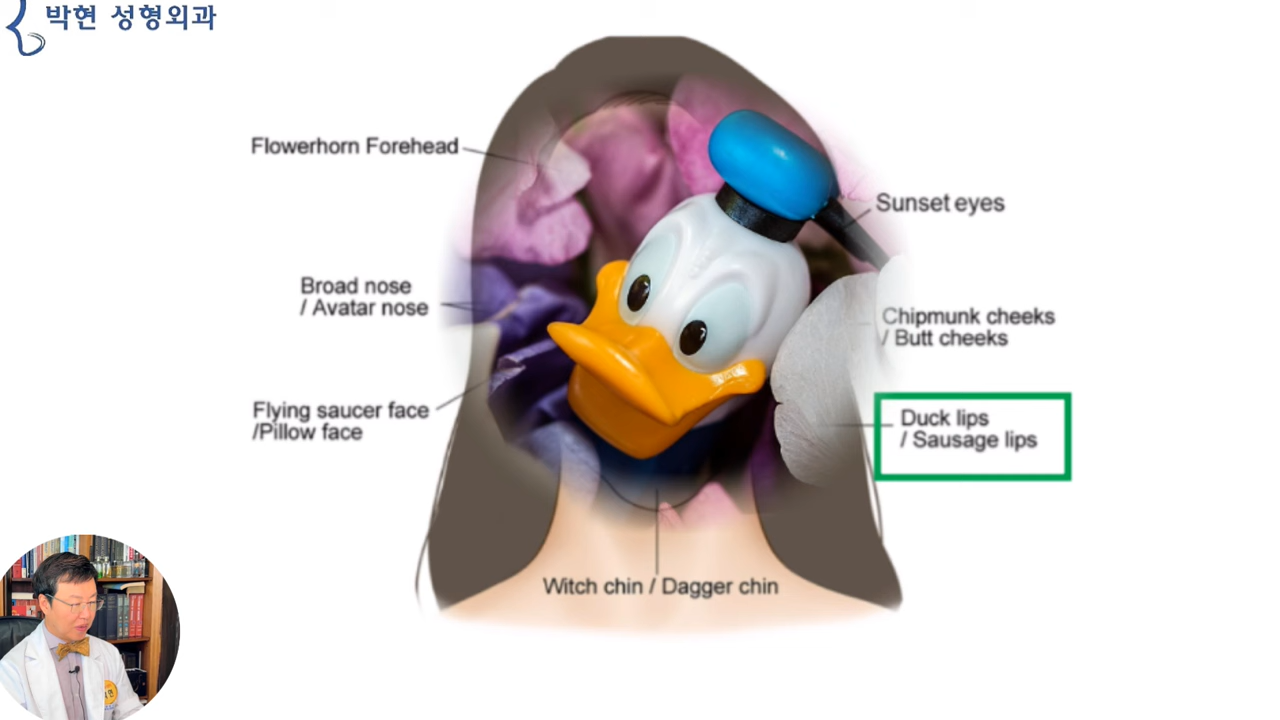 박현 성형외과
Flowerhorn Forehead
Sunset eyes
Broad nose
/ Avatar nose
Chipmunk cheeks
/ Butt cheeks
Flying saucer face
/Pillow face
Duck lips
/ Sausage lips
Witch chin / Dagger chin